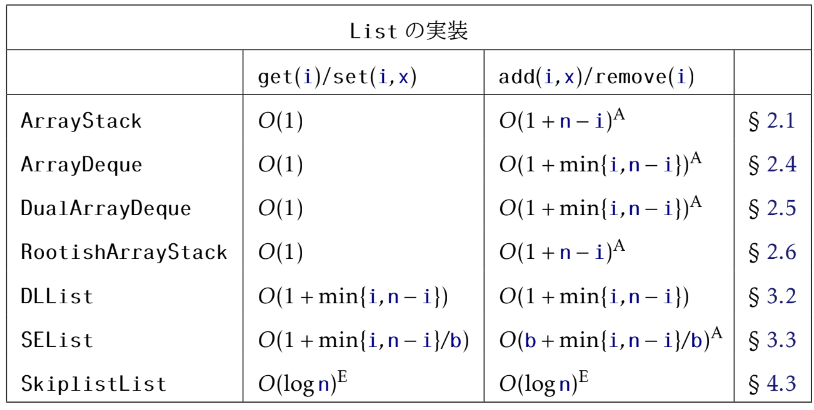 List の実装
get(i)/set(i,x) add(i,x)/remove(i)
ArrayStack O(1) O(1 + n − i)ᴬ § 2.1
ArrayDeque O(1) O(1 + min{i,n − i})ᴬ § 2.4
DualArrayDeque O(1) O(1 + min{i,n − i})ᴬ § 2.5
RootishArrayStack O(1) O(1 + n − i)ᴬ § 2.6
DLList O(1 + min{i,n − i}) O(1 + min{i,n − i}) § 3.2
SEList O(1 + min{i,n − i}/b) O(b + min{i,n − i}/b)ᴬ § 3.3
SkiplistList O(log n)ᴱ O(log n)ᴱ § 4.3